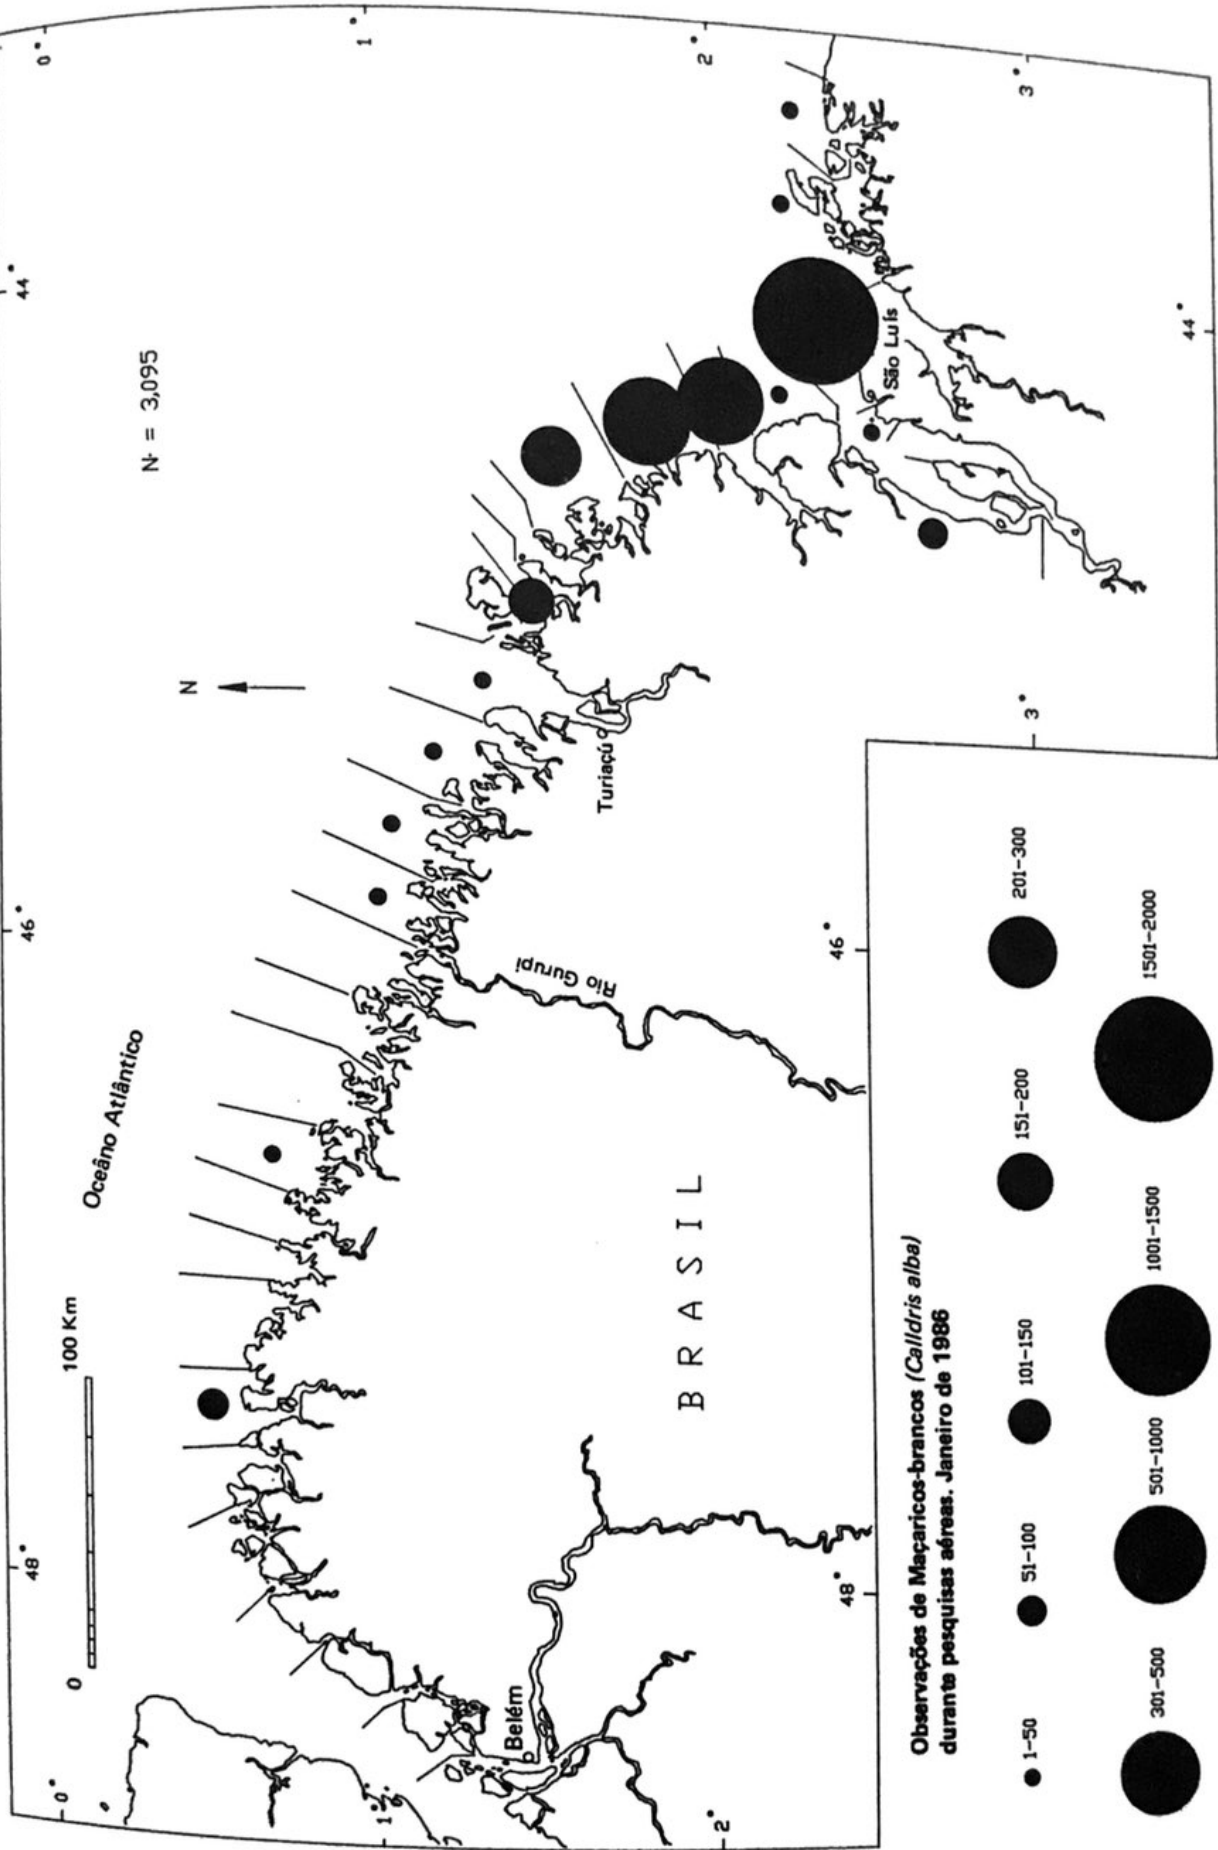 0°
1°
2°
3°
44°
46°
48°
N· = 3,095
N
Oceâno Atlântico
0
100 Km
São Luís
Turiaçú
Rio Gurupi
Belém
BRASIL
0°
1°
2°
3°
44°
46°
48°
Observações de Maçaricos-brancos (Calldris alba)
durante pesquisas aéreas. Janeiro de 1986
1-50
51-100
101-150
151-200
201-300
301-500
501-1000
1001-1500
1501-2000